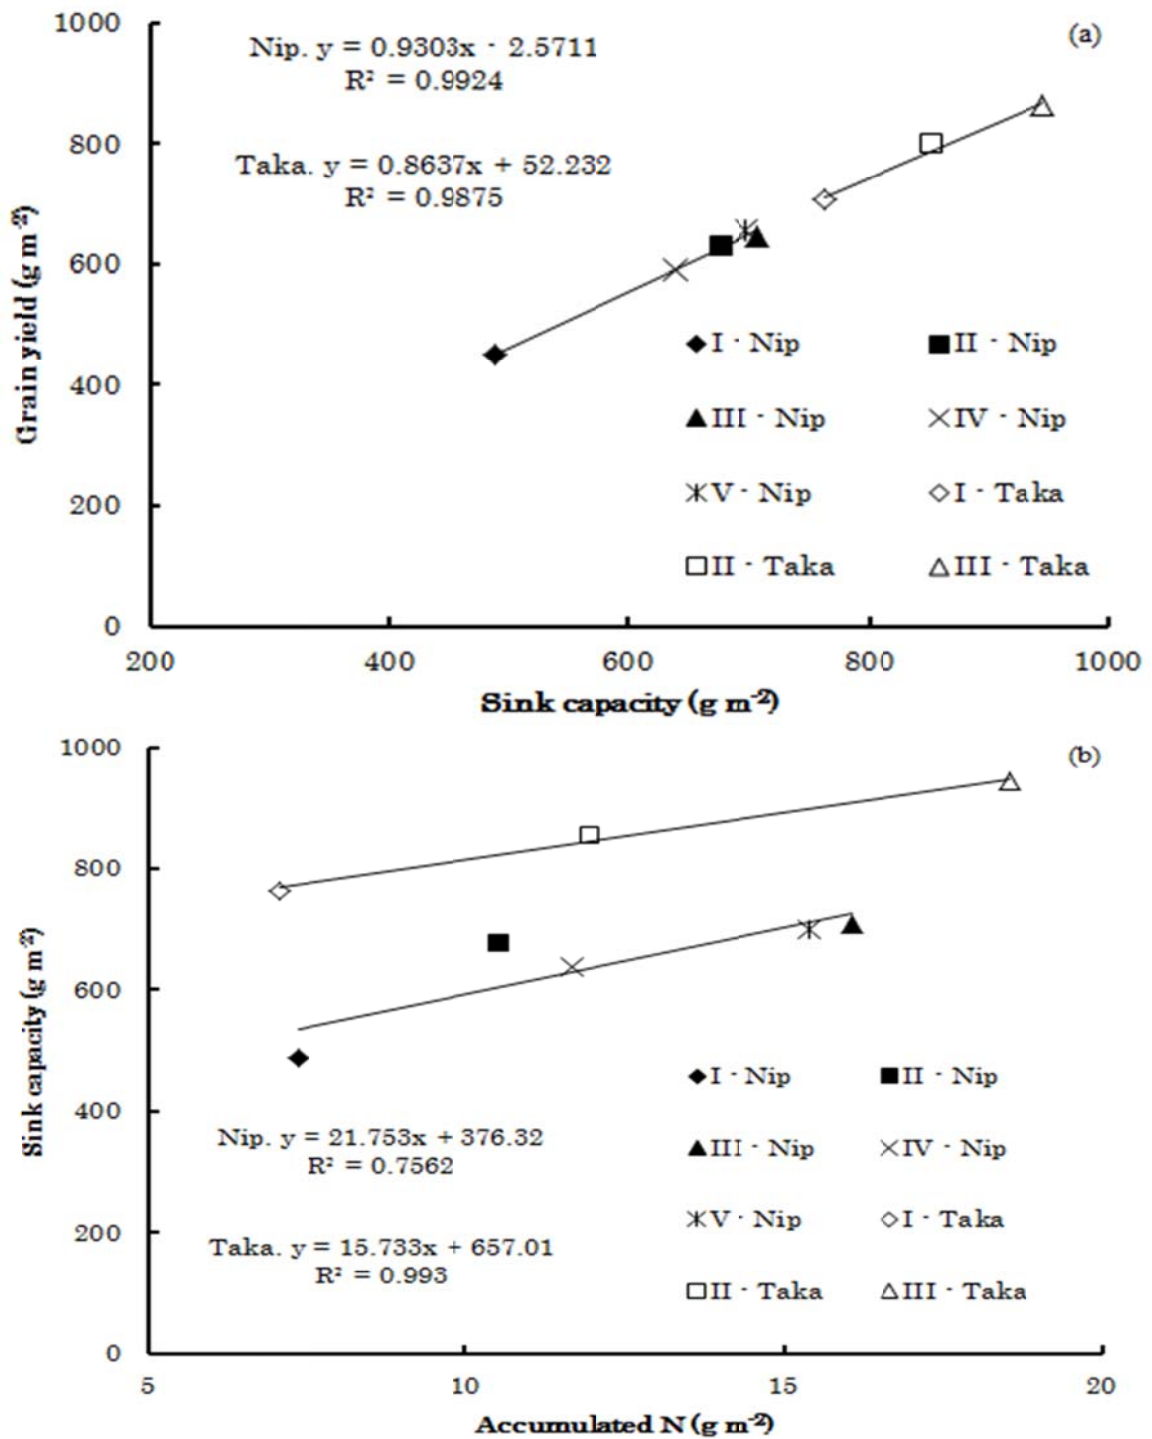 1000
(a)
Nip. y = 0.9303x - 2.5711
R² = 0.9924
800
Taka. y = 0.8637x + 52.232
R² = 0.9875
600
Grain yield (g m⁻²)
I - Nip
II - Nip
400
III - Nip
IV - Nip
V - Nip
I - Taka
200
II - Taka
III - Taka
0
200
400
600
800
1000
Sink capacity (g m⁻²)
1000
(b)
800
600
Sink capacity (g m⁻²)
I - Nip
II - Nip
400
Nip. y = 21.753x + 376.32
R² = 0.7562
III - Nip
IV - Nip
V - Nip
I - Taka
200
Taka. y = 15.733x + 657.01
R² = 0.993
II - Taka
III - Taka
0
5
10
15
20
Accumulated N (g m⁻²)